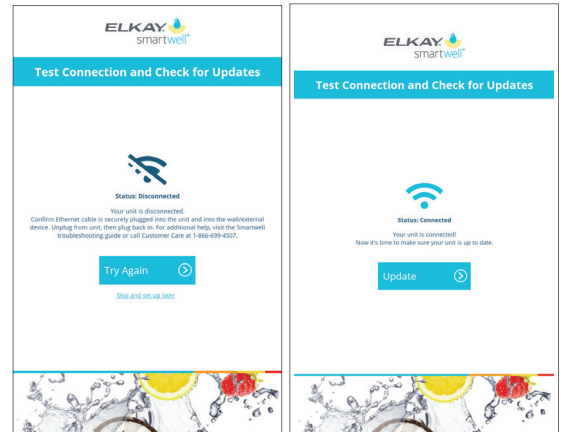 ELKAY
smartwell™
Test Connection and Check for Updates
Status: Disconnected
Your unit is disconnected.
Confirm Ethernet cable is securely plugged into the unit and into the wall/external
device. Unplug from unit, then plug back in. For additional help, visit the Smartwell
troubleshooting guide or call Customer Care at 1-866-699-4507.
Try Again
Skip and set up later
ELKAY
smartwell™
Test Connection and Check for Updates
Status: Connected
Your unit is connected!
Now it's time to make sure your unit is up to date.
Update